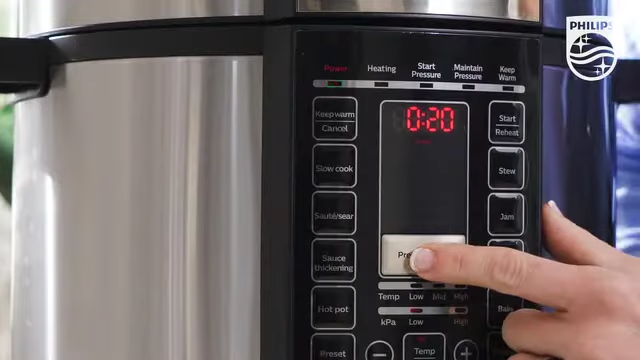 PHILIPS
Power
Heating
Start
Pressure
Maintain
Pressure
Keep
Warm
Keep warm
Cancel
0:20
Start
Reheat
Slow cook
Stew
Sauté/sear
Jam
Sauce
thickening
Temp Low Mid High
kPa Low High
Hot pot
Preset
Temp
- +